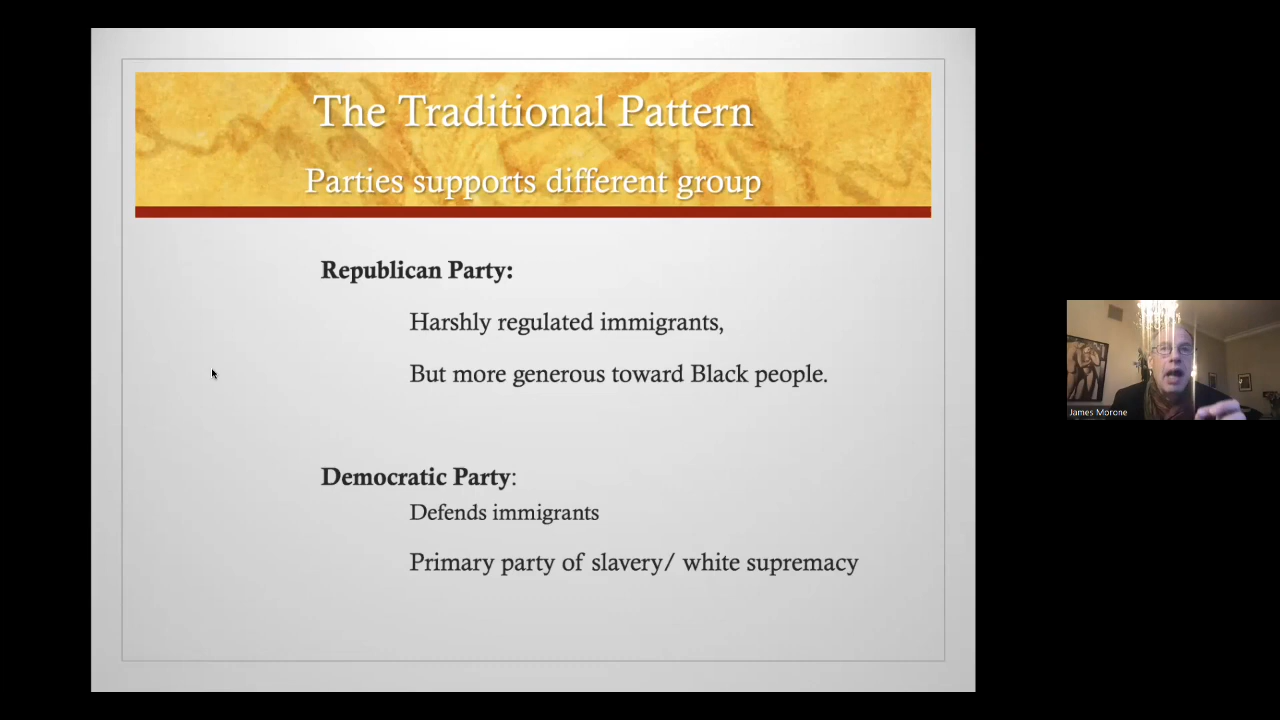 The Traditional Pattern
Parties supports different group
Republican Party:
Harshly regulated immigrants,
But more generous toward Black people.
Democratic Party:
Defends immigrants
Primary party of slavery/ white supremacy
James Morone